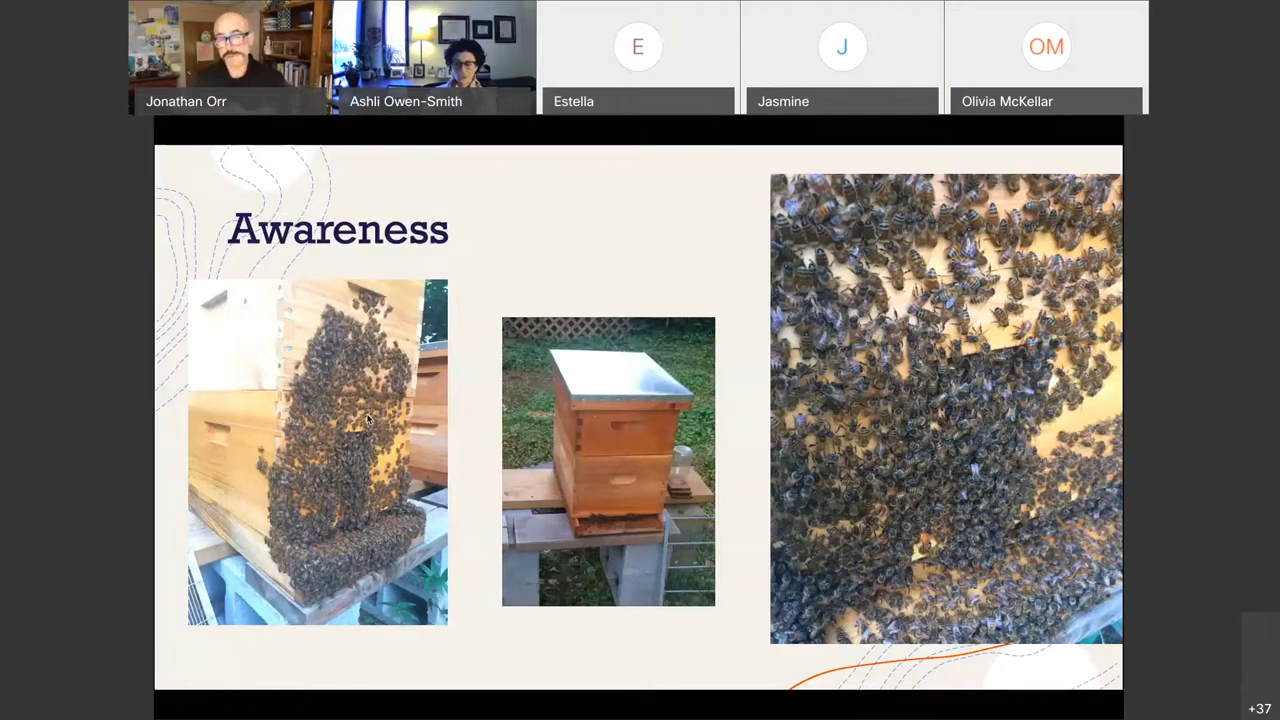 E
J
OM
Jonathan Orr
Ashli Owen-Smith
Estella
Jasmine
Olivia McKellar
Awareness
+37